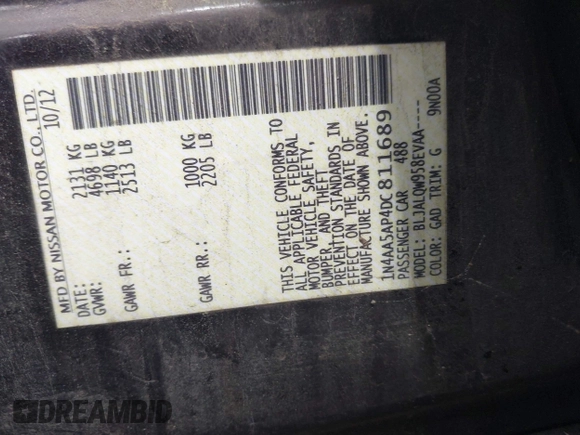 MFD BY NISSAN MOTOR CO., LTD.
DATE: 10/12
GVWR: 2131 KG
4698 LB
GAWR FR.: 1140 KG
2513 LB
GAWR RR.: 1000 KG
2205 LB
THIS VEHICLE CONFORMS TO
ALL APPLICABLE FEDERAL
MOTOR VEHICLE SAFETY,
BUMPER, AND THEFT
PREVENTION STANDARDS IN
EFFECT ON THE DATE OF
MANUFACTURE SHOWN ABOVE.
1N4AA5AP4DC811689
PASSENGER CAR 488
MODEL: BLJALQW958EVAA----
COLOR: GAD TRIM: G 9N00A
DREAMBID